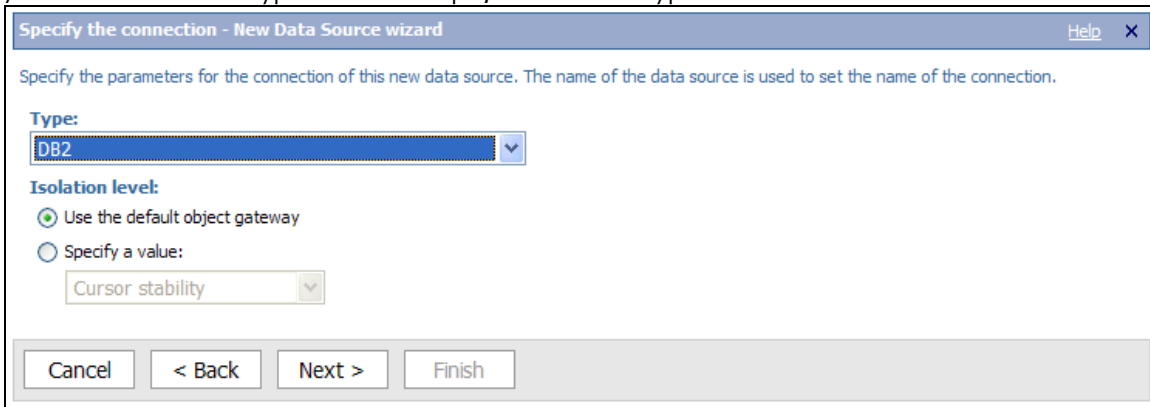 Specify the connection - New Data Source wizard Help X
Specify the parameters for the connection of this new data source. The name of the data source is used to set the name of the connection.
Type:
DB2
Isolation level:
Use the default object gateway
Specify a value:
Cursor stability
Cancel < Back Next > Finish